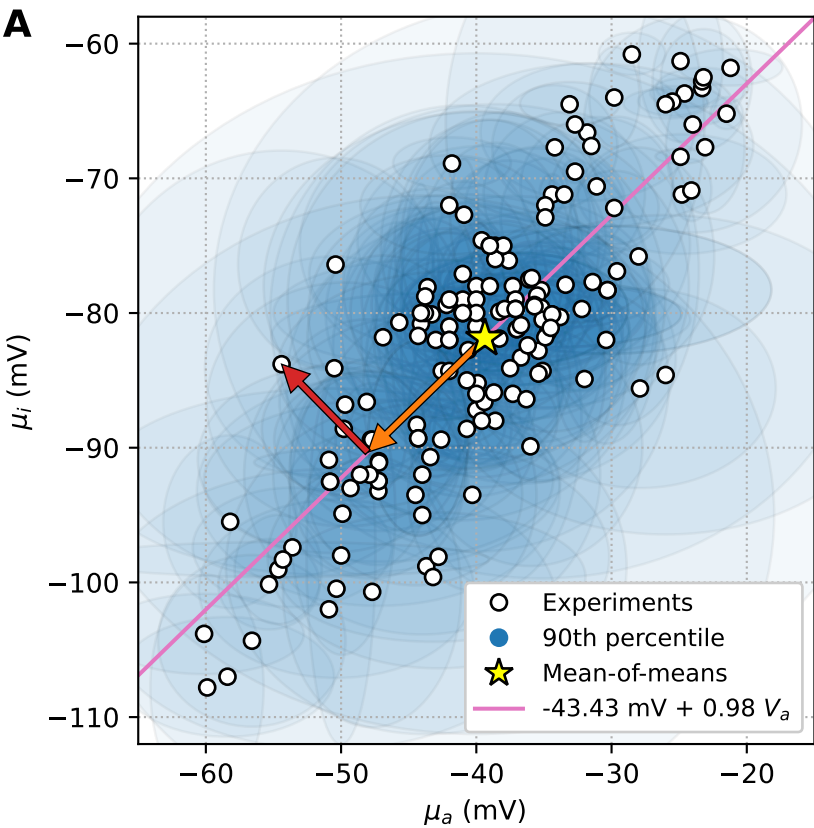 A
−60
−70
−80
−90
−100
−110
μi (mV)
−60 −50 −40 −30 −20
μa (mV)
Experiments
90th percentile
Mean-of-means
-43.43 mV + 0.98 Va